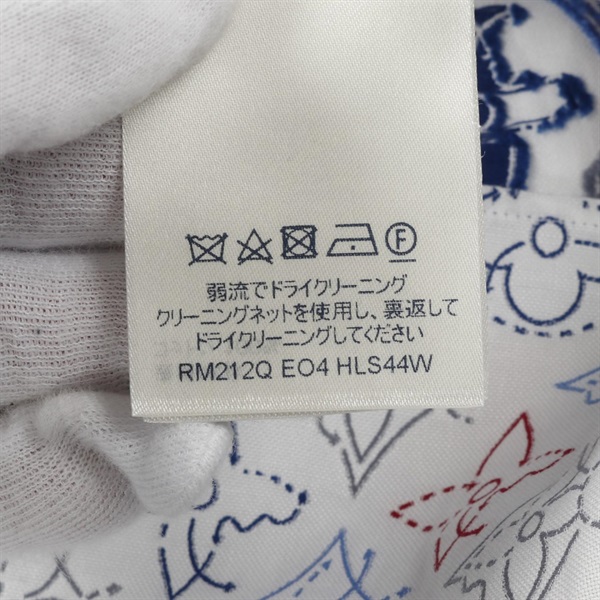 F
弱流でドライクリーニング
クリーニングネットを使用し、裏返して
ドライクリーニングしてください
RM212Q EO4 HLS44W